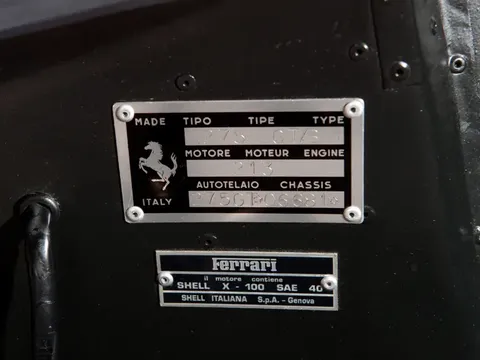 MADE TIPO TIPE TYPE
MOTORE MOTEUR ENGINE
213
AUTOTELAIO CHASSIS
ITALY
Ferrari
il motore contiene
SHELL X - 100 SAE 40
SHELL ITALIANA S.p.A. - Genova